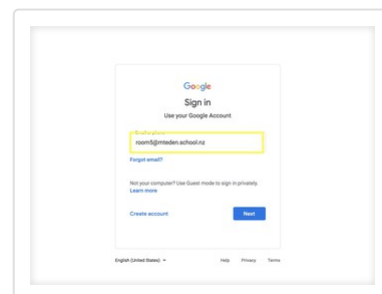 Google
Sign in
Use your Google Account
room5@mteden.school.nz
Forgot email?
Not your computer? Use Guest mode to sign in privately.
Learn more
Create account
Next
English (United States)
Help
Privacy
Terms